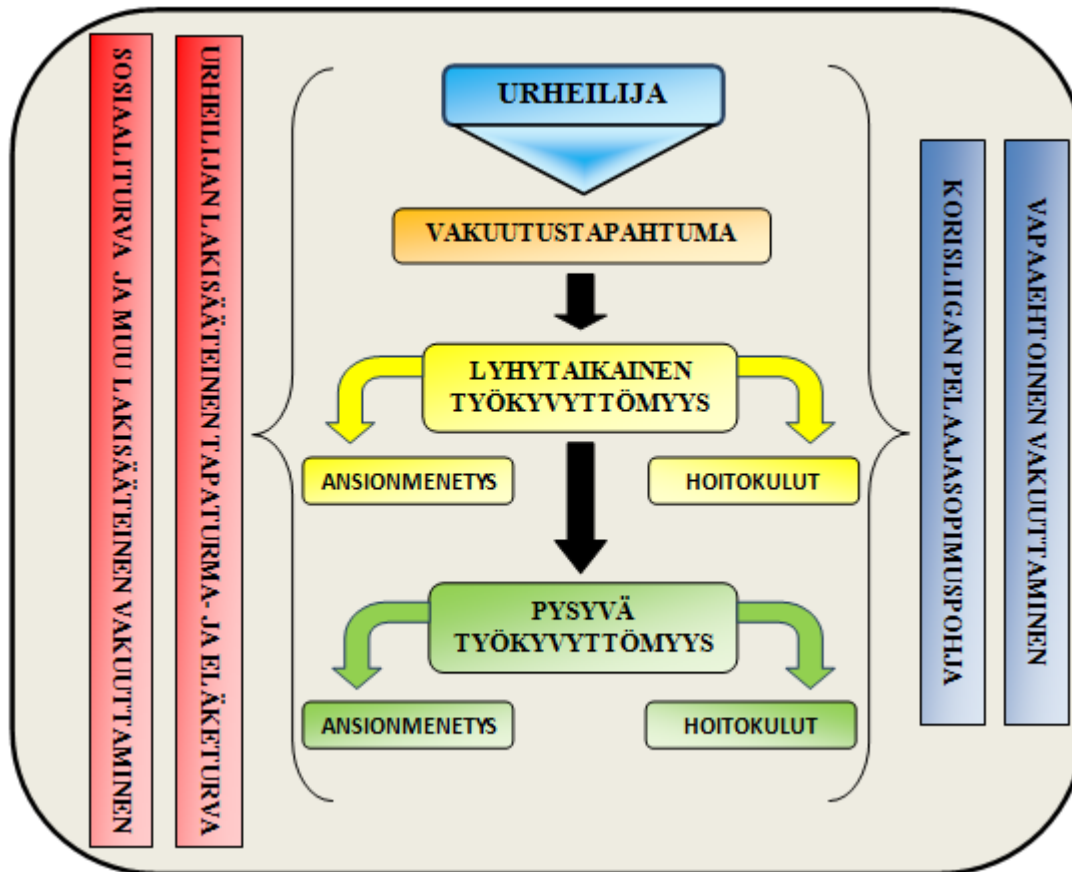 SOSIAALITURVA JA MUU LAKISÄÄTEINEN VAKUUTTAMINEN
URHEILIJAN LAKISÄÄTEINEN TAPATURMA- JA ELÄKETURVA
URHEILIJA
VAKUUTUSTAPAHTUMA
LYHYTAIKAINEN
TYÖKYVYTTÖMYYS
ANSIONMENETYS
HOITOKULUT
PYSYVÄ
TYÖKYVYTTÖMYYS
ANSIONMENETYS
HOITOKULUT
KORISLIIGAN PELAAJASOPIMUSPOHJA
VAPAAEHTOINEN VAKUUTTAMINEN